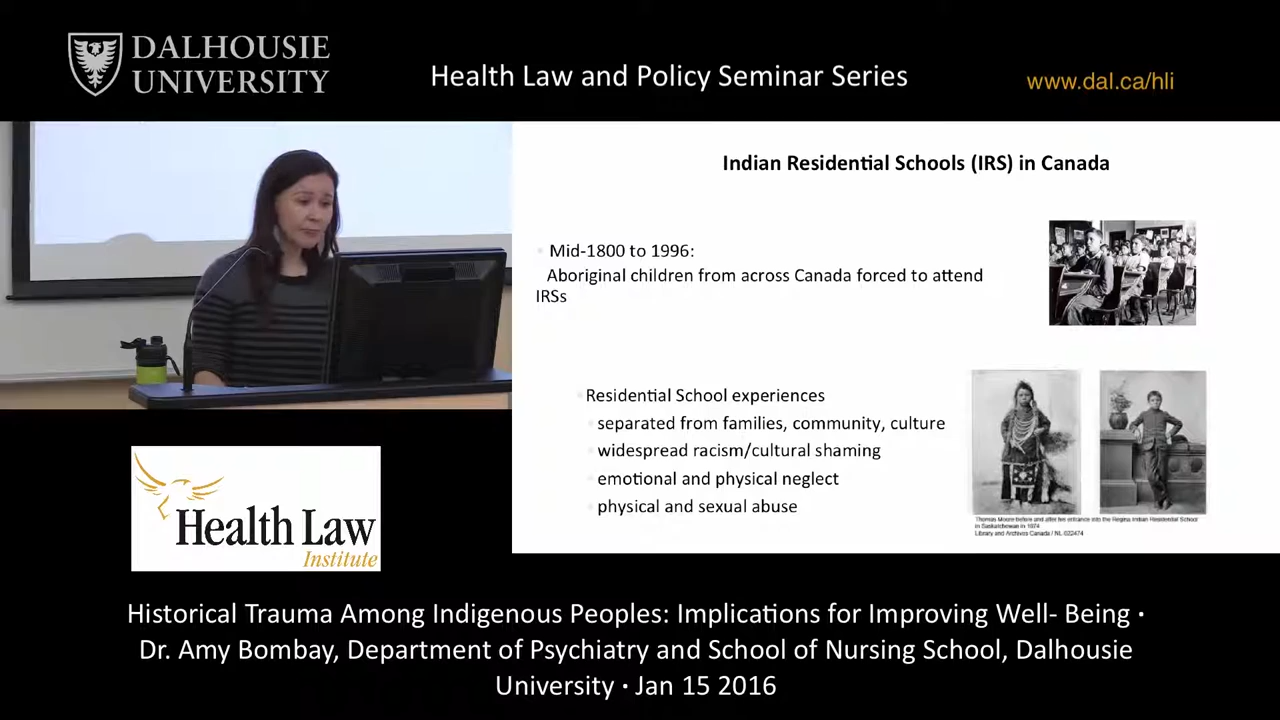 DALHOUSIE
UNIVERSITY
Health Law and Policy Seminar Series
www.dal.ca/hli
Indian Residential Schools (IRS) in Canada
Mid-1800 to 1996:
Aboriginal children from across Canada forced to attend
IRSs
Residential School experiences
separated from families, community, culture
widespread racism/cultural shaming
emotional and physical neglect
physical and sexual abuse
Thomas Moore before and after his entrance into the Regina Indian Residential School
in Saskatchewan in 1874
Library and Archives Canada / NL-022474
Health Law
Institute
Historical Trauma Among Indigenous Peoples: Implications for Improving Well- Being ·
Dr. Amy Bombay, Department of Psychiatry and School of Nursing School, Dalhousie
University · Jan 15 2016